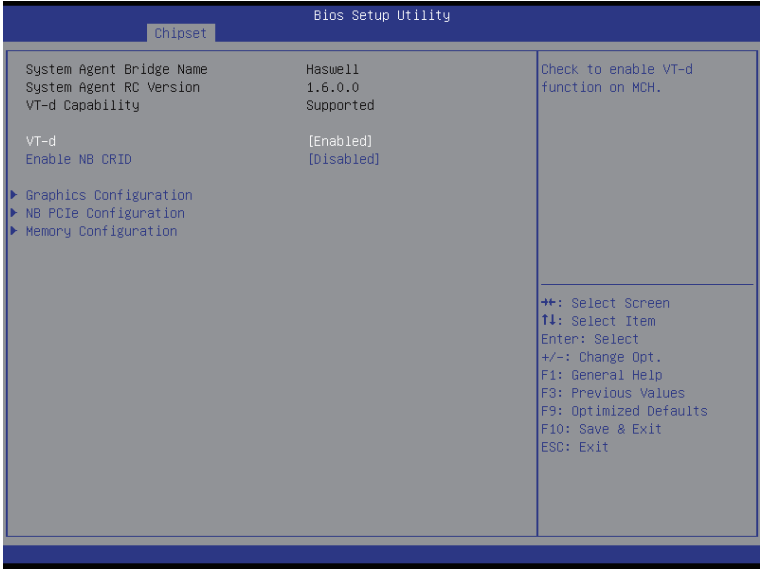 Bios Setup Utility
Chipset
System Agent Bridge Name Haswell
System Agent RC Version 1.6.0.0
VT-d Capability Supported
VT-d [Enabled]
Enable NB CRID [Disabled]
Graphics Configuration
NB PCIe Configuration
Memory Configuration
Check to enable VT-d
function on MCH.
→←: Select Screen
↑↓: Select Item
Enter: Select
+/-: Change Opt.
F1: General Help
F3: Previous Values
F9: Optimized Defaults
F10: Save & Exit
ESC: Exit